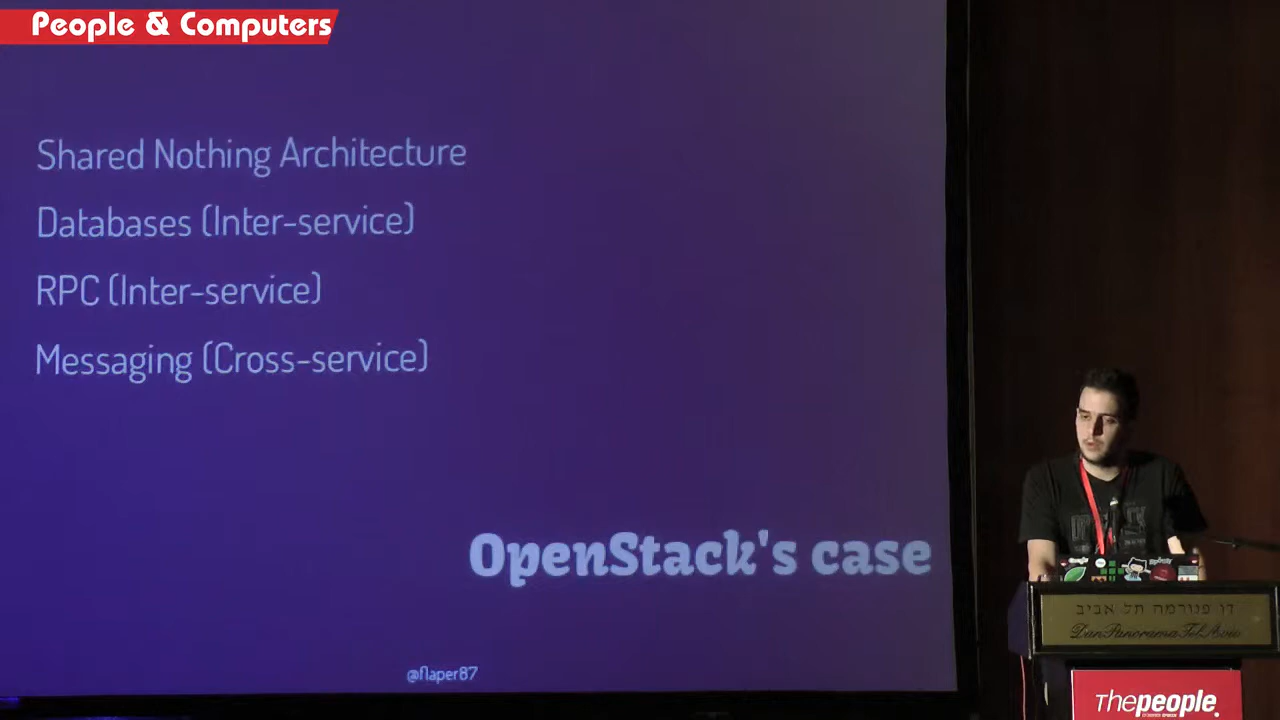 People & Computers
Shared Nothing Architecture
Databases (Inter-service)
RPC (Inter-service)
Messaging (Cross-service)
OpenStack's case
@flaper87
דן פנורמה תל אביב
DanPanoramaTelAviv
Thepeople